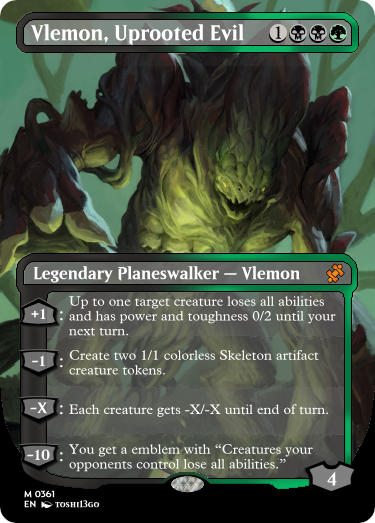 Vlemon, Uprooted Evil 1
Legendary Planeswalker — Vlemon
+1 : Up to one target creature loses all abilities
and has power and toughness 0/2 until your
next turn.
-1 : Create two 1/1 colorless Skeleton artifact
creature tokens.
-X : Each creature gets -X/-X until end of turn.
-10 : You get a emblem with “Creatures your
opponents control lose all abilities.”
4
M 0361
EN TOSHI13GO